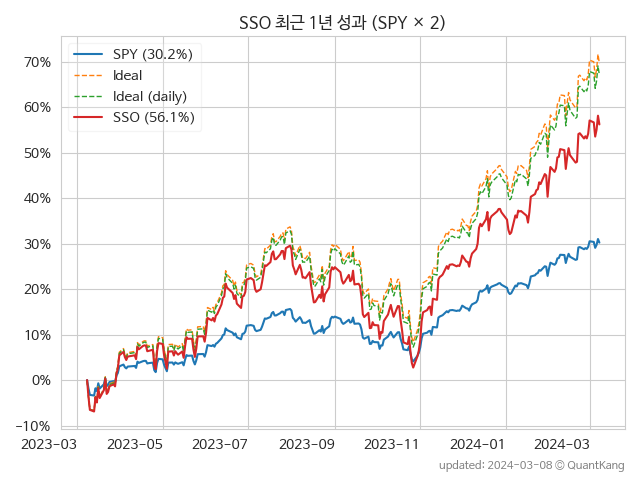 SSO 최근 1년 성과 (SPY × 2)
SPY (30.2%)
Ideal
Ideal (daily)
SSO (56.1%)
70%
60%
50%
40%
30%
20%
10%
0%
−10%
2023−03
2023−05
2023−07
2023−09
2023−11
2024−01
2024−03
updated: 2024-03-08 © QuantKang